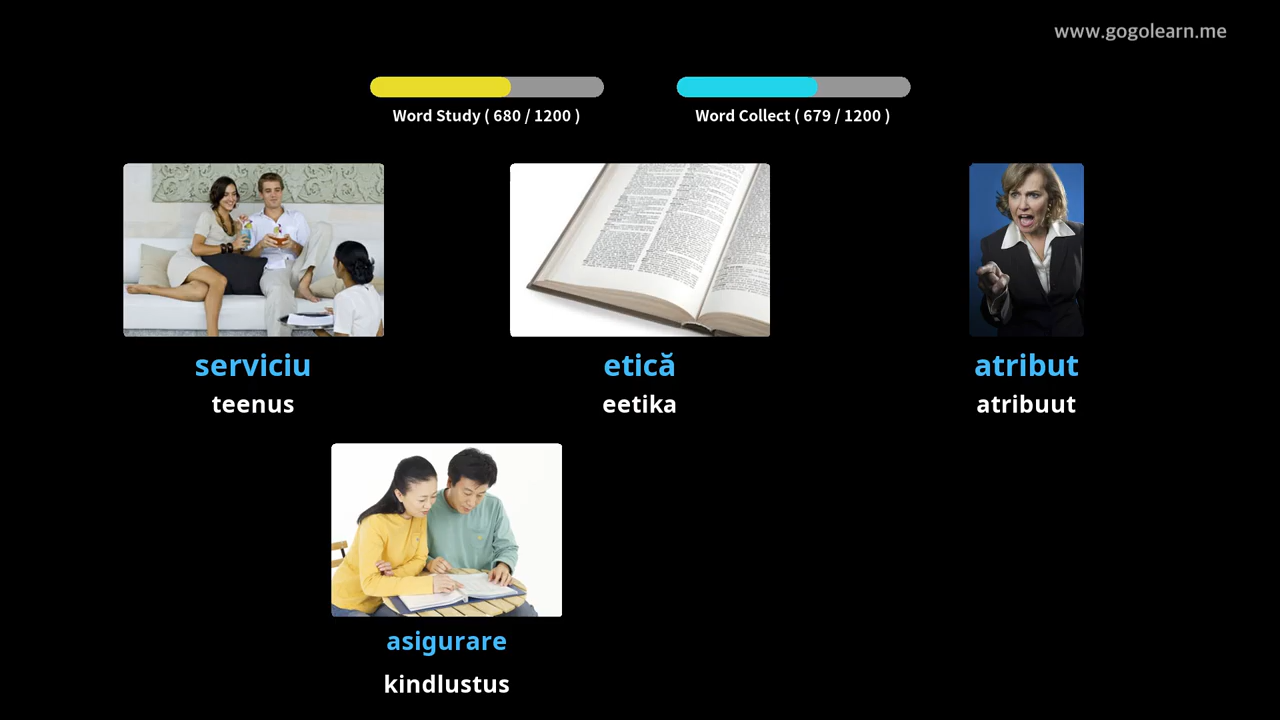 www.gogolearn.me
Word Study ( 680 / 1200 )
Word Collect ( 679 / 1200 )
serviciu
etică
atribut
teenus
eetika
atribuut
asigurare
kindlustus